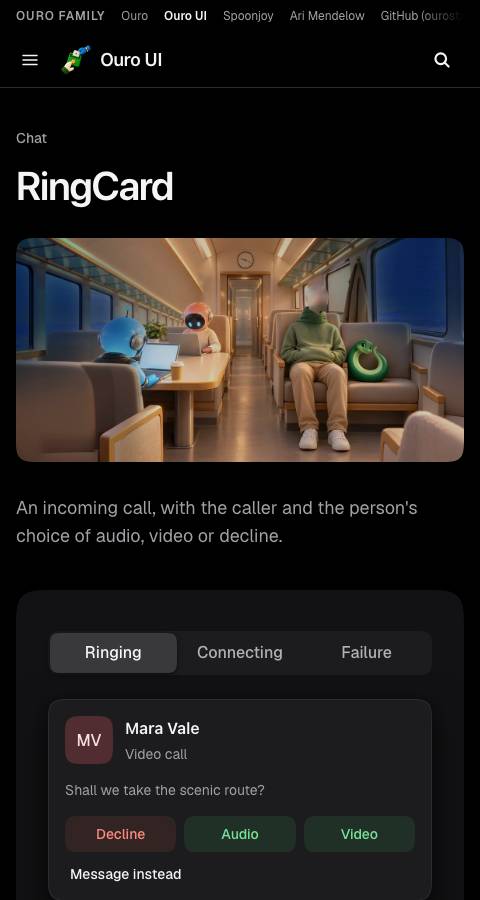 OURO FAMILY Ouro Ouro UI Spoonjoy Ari Mendelow GitHub
Ouro UI
Chat
RingCard
An incoming call, with the caller and the person's
choice of audio, video or decline.
Ringing Connecting Failure
MV
Mara Vale
Video call
Shall we take the scenic route?
Decline Audio Video
Message instead